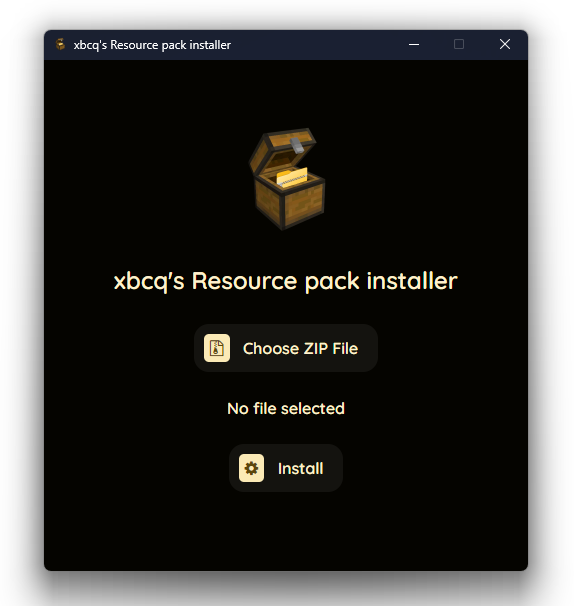 xbcq's Resource pack installer
xbcq's Resource pack installer
Choose ZIP File
No file selected
Install